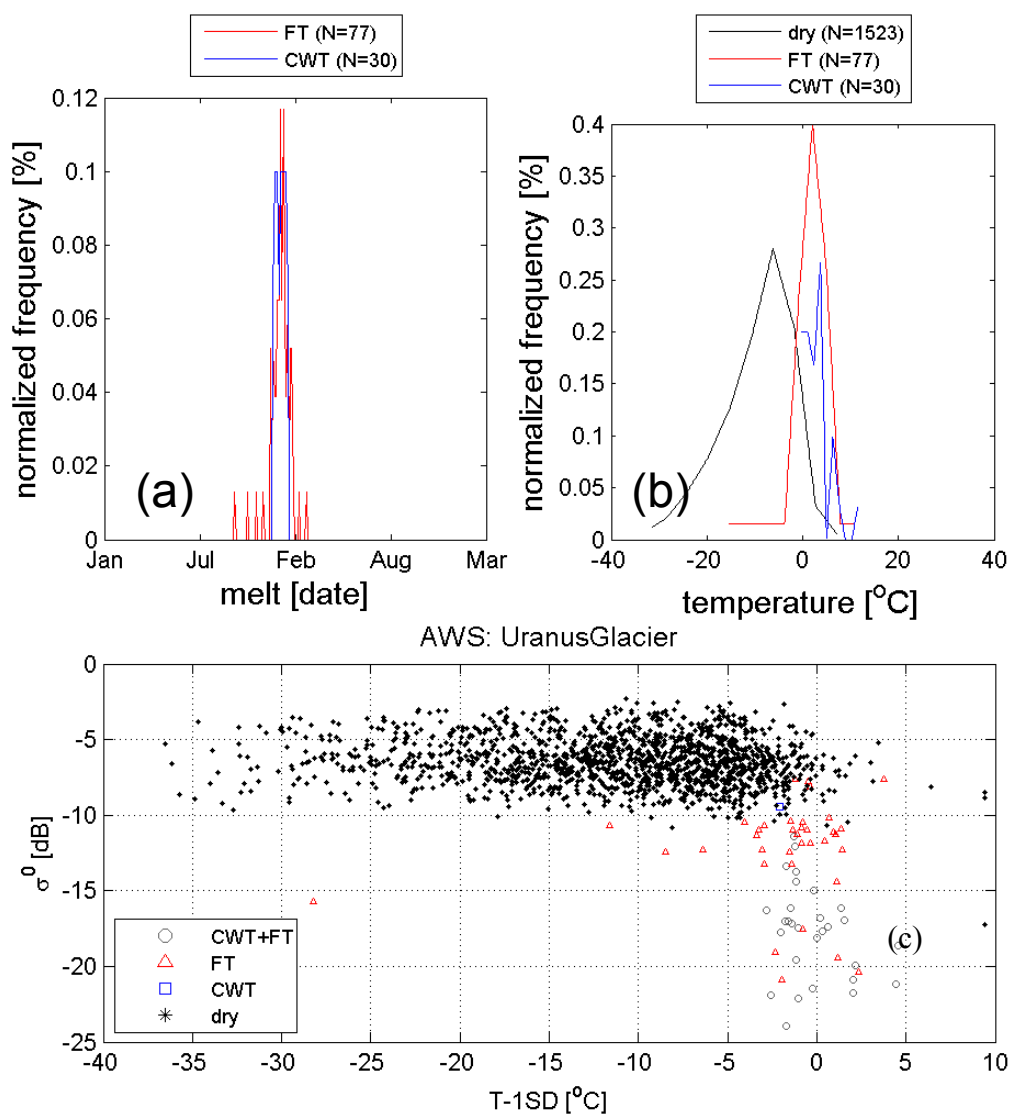 FT (N=77)
CWT (N=30)
dry (N=1523)
FT (N=77)
CWT (N=30)
0.12
0.1
0.08
0.06
0.04
0.02
0
normalized frequency [%]
(a)
Jan Jul Feb Aug Mar
melt [date]
0.4
0.35
0.3
0.25
0.2
0.15
0.1
0.05
0
normalized frequency [%]
(b)
-40 -20 0 20 40
temperature [°C]
AWS: UranusGlacier
0
-5
-10
-15
-20
-25
σ⁰ [dB]
CWT+FT
FT
CWT
dry
(c)
-40 -35 -30 -25 -20 -15 -10 -5 0 5 10
T-1SD [°C]